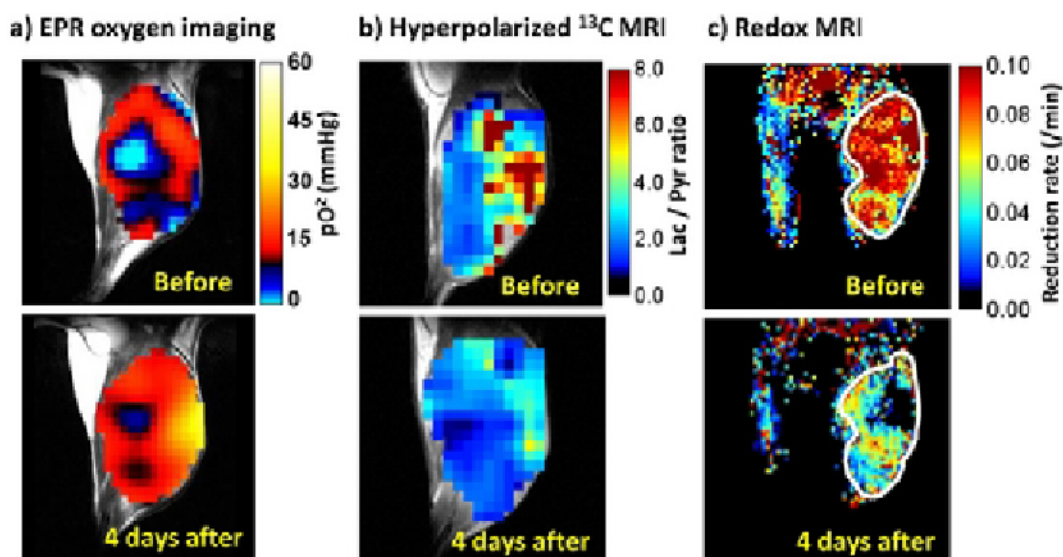 a) EPR oxygen imaging
b) Hyperpolarized ¹³C MRI
c) Redox MRI
60
45
30
15
0
pO² (mmHg)
Before
8.0
6.0
4.0
2.0
0.0
Lac / Pyr ratio
Before
0.10
0.08
0.06
0.04
0.02
0.00
Reduction rate (/min)
Before
4 days after
4 days after
4 days after